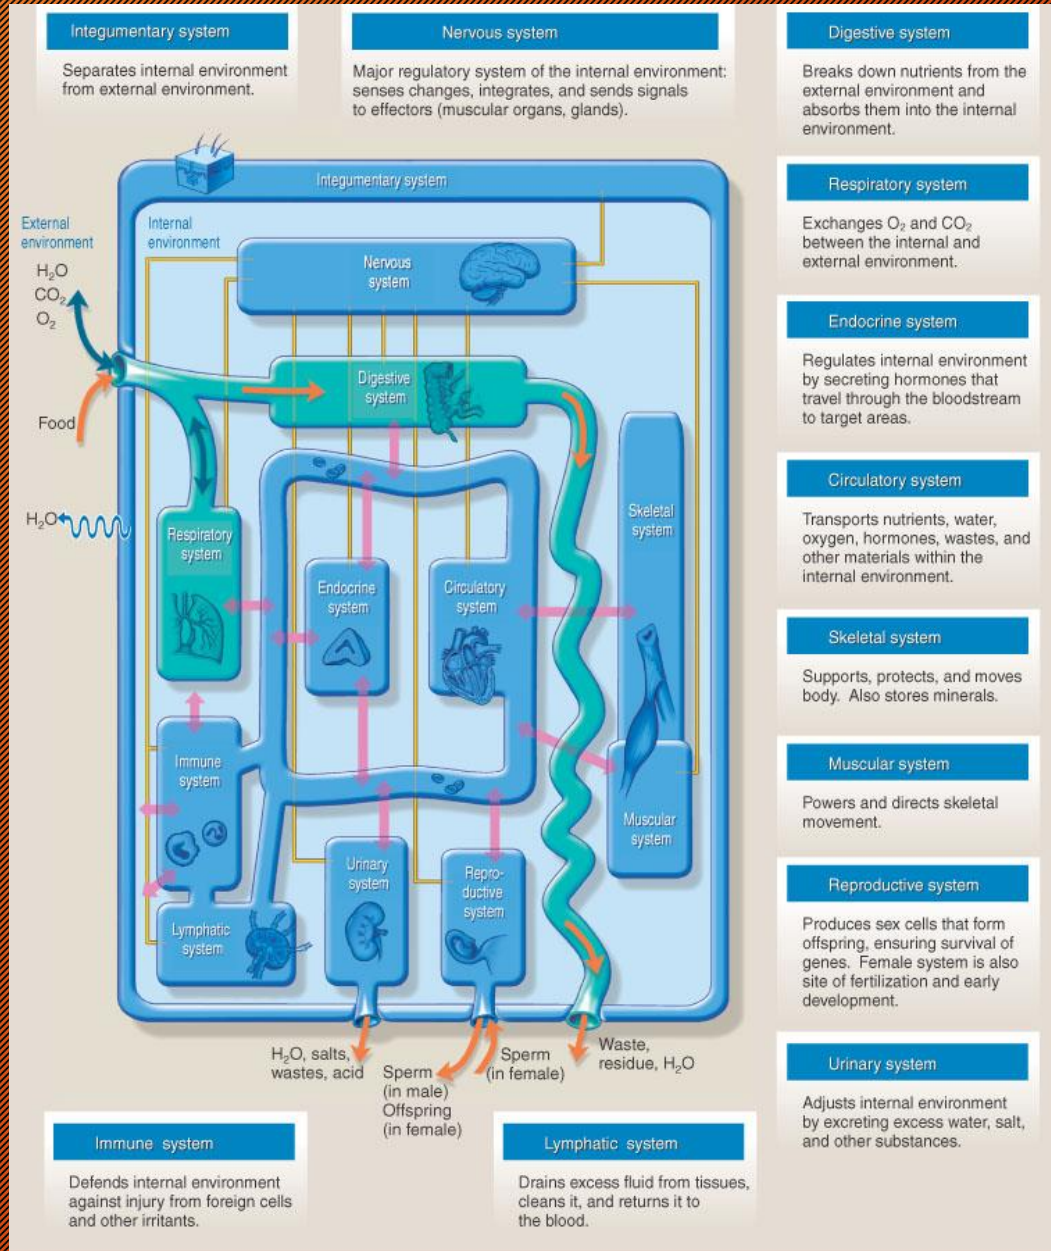 Integumentary system
Separates internal environment
from external environment.
Nervous system
Major regulatory system of the internal environment:
senses changes, integrates, and sends signals
to effectors (muscular organs, glands).
Digestive system
Breaks down nutrients from the
external environment and
absorbs them into the internal
environment.
Respiratory system
Exchanges O₂ and CO₂
between the internal and
external environment.
Endocrine system
Regulates internal environment
by secreting hormones that
travel through the bloodstream
to target areas.
Circulatory system
Transports nutrients, water,
oxygen, hormones, wastes, and
other materials within the
internal environment.
Skeletal system
Supports, protects, and moves
body. Also stores minerals.
Muscular system
Powers and directs skeletal
movement.
Reproductive system
Produces sex cells that form
offspring, ensuring survival of
genes. Female system is also
site of fertilization and early
development.
Urinary system
Adjusts internal environment
by excreting excess water, salt,
and other substances.
Integumentary system
External
environment
Internal
environment
H₂O
CO₂
O₂
Food
H₂O
Nervous
system
Digestive
system
Respiratory
system
Endocrine
system
Circulatory
system
Skeletal
system
Immune
system
Muscular
system
Urinary
system
Repro-
ductive
system
Lymphatic
system
H₂O, salts,
wastes, acid
Sperm
(in male)
Offspring
(in female)
Sperm
(in female)
Waste,
residue, H₂O
Immune system
Defends internal environment
against injury from foreign cells
and other irritants.
Lymphatic system
Drains excess fluid from tissues,
cleans it, and returns it to
the blood.